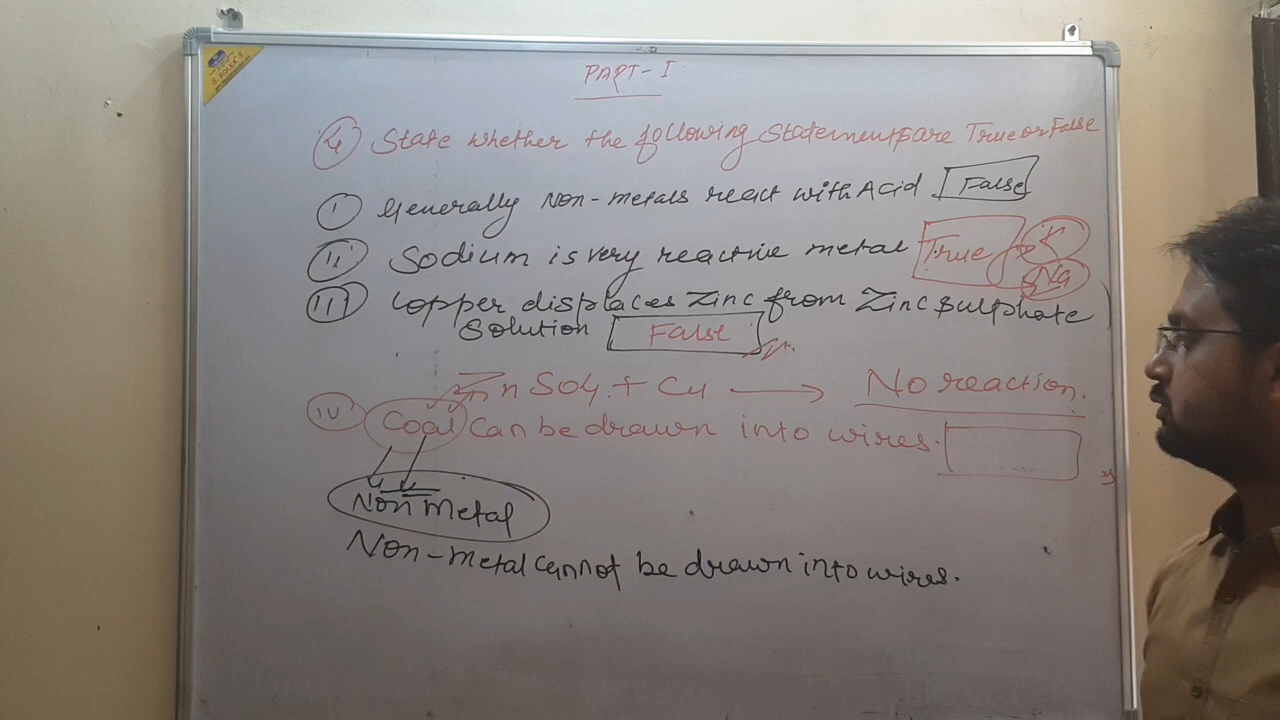 ROLEX
PART-I
4 State whether the following Statements are True or False
I Generally Non-metals react with Acid False
II Sodium is very reactive metal True K
Na
III Copper displaces Zinc from Zinc Sulphate
Solution False
ZnSO4 + Cu → No reaction.
IV Coal Can be drawn into wires.
Non metal
Non-metal cannot be drawn into wires.